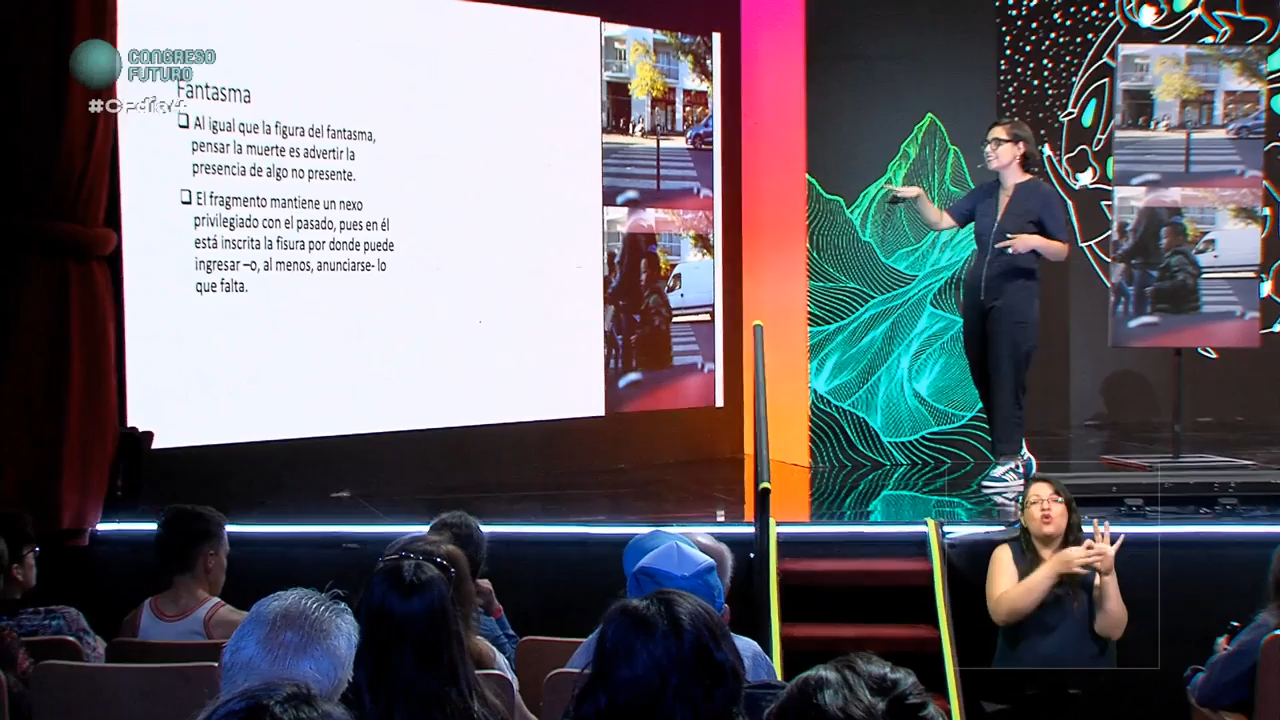 CONGRESO
FUTURO
Fantasma
Al igual que la figura del fantasma,
pensar la muerte es advertir la
presencia de algo no presente.
El fragmento mantiene un nexo
privilegiado con el pasado, pues en él
está inscrita la fisura por donde puede
ingresar –o, al menos, anunciarse- lo
que falta.